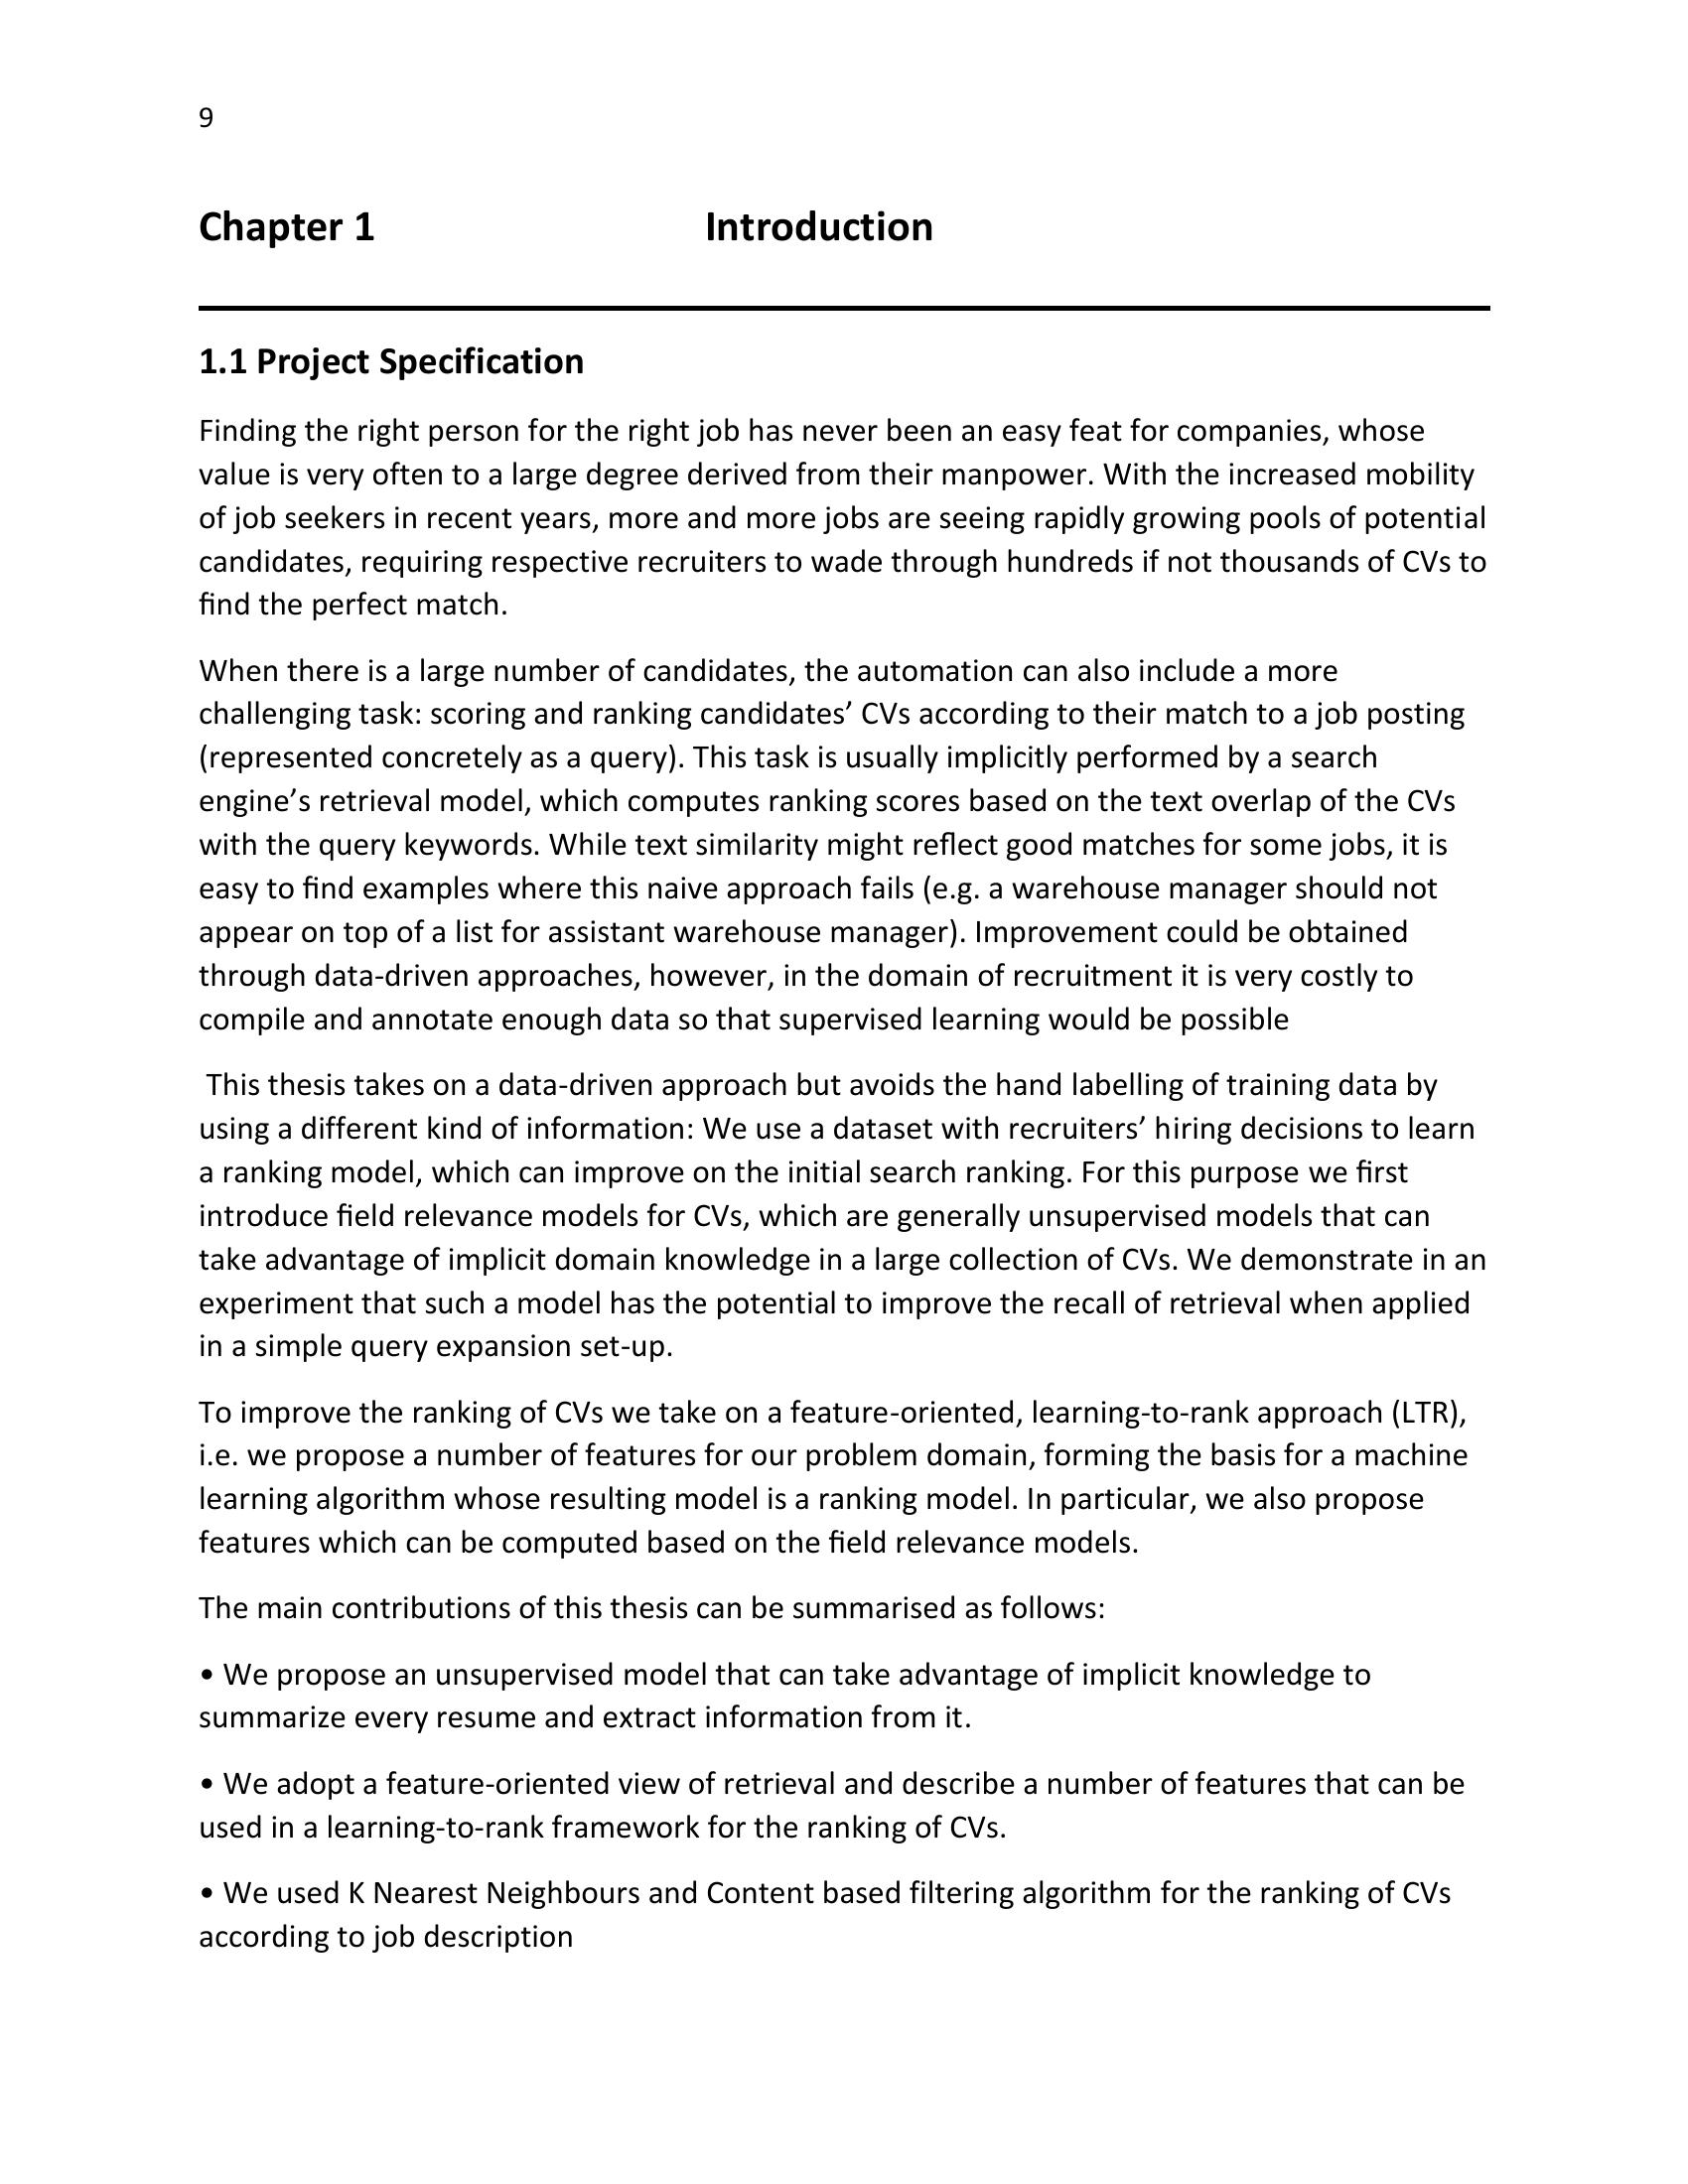 9
Chapter 1 Introduction
1.1 Project Specification
Finding the right person for the right job has never been an easy feat for companies, whose
value is very often to a large degree derived from their manpower. With the increased mobility
of job seekers in recent years, more and more jobs are seeing rapidly growing pools of potential
candidates, requiring respective recruiters to wade through hundreds if not thousands of CVs to
find the perfect match.
When there is a large number of candidates, the automation can also include a more
challenging task: scoring and ranking candidates’ CVs according to their match to a job posting
(represented concretely as a query). This task is usually implicitly performed by a search
engine’s retrieval model, which computes ranking scores based on the text overlap of the CVs
with the query keywords. While text similarity might reflect good matches for some jobs, it is
easy to find examples where this naive approach fails (e.g. a warehouse manager should not
appear on top of a list for assistant warehouse manager). Improvement could be obtained
through data-driven approaches, however, in the domain of recruitment it is very costly to
compile and annotate enough data so that supervised learning would be possible
This thesis takes on a data-driven approach but avoids the hand labelling of training data by
using a different kind of information: We use a dataset with recruiters’ hiring decisions to learn
a ranking model, which can improve on the initial search ranking. For this purpose we first
introduce field relevance models for CVs, which are generally unsupervised models that can
take advantage of implicit domain knowledge in a large collection of CVs. We demonstrate in an
experiment that such a model has the potential to improve the recall of retrieval when applied
in a simple query expansion set-up.
To improve the ranking of CVs we take on a feature-oriented, learning-to-rank approach (LTR),
i.e. we propose a number of features for our problem domain, forming the basis for a machine
learning algorithm whose resulting model is a ranking model. In particular, we also propose
features which can be computed based on the field relevance models.
The main contributions of this thesis can be summarised as follows:
• We propose an unsupervised model that can take advantage of implicit knowledge to
summarize every resume and extract information from it.
• We adopt a feature-oriented view of retrieval and describe a number of features that can be
used in a learning-to-rank framework for the ranking of CVs.
• We used K Nearest Neighbours and Content based filtering algorithm for the ranking of CVs
according to job description